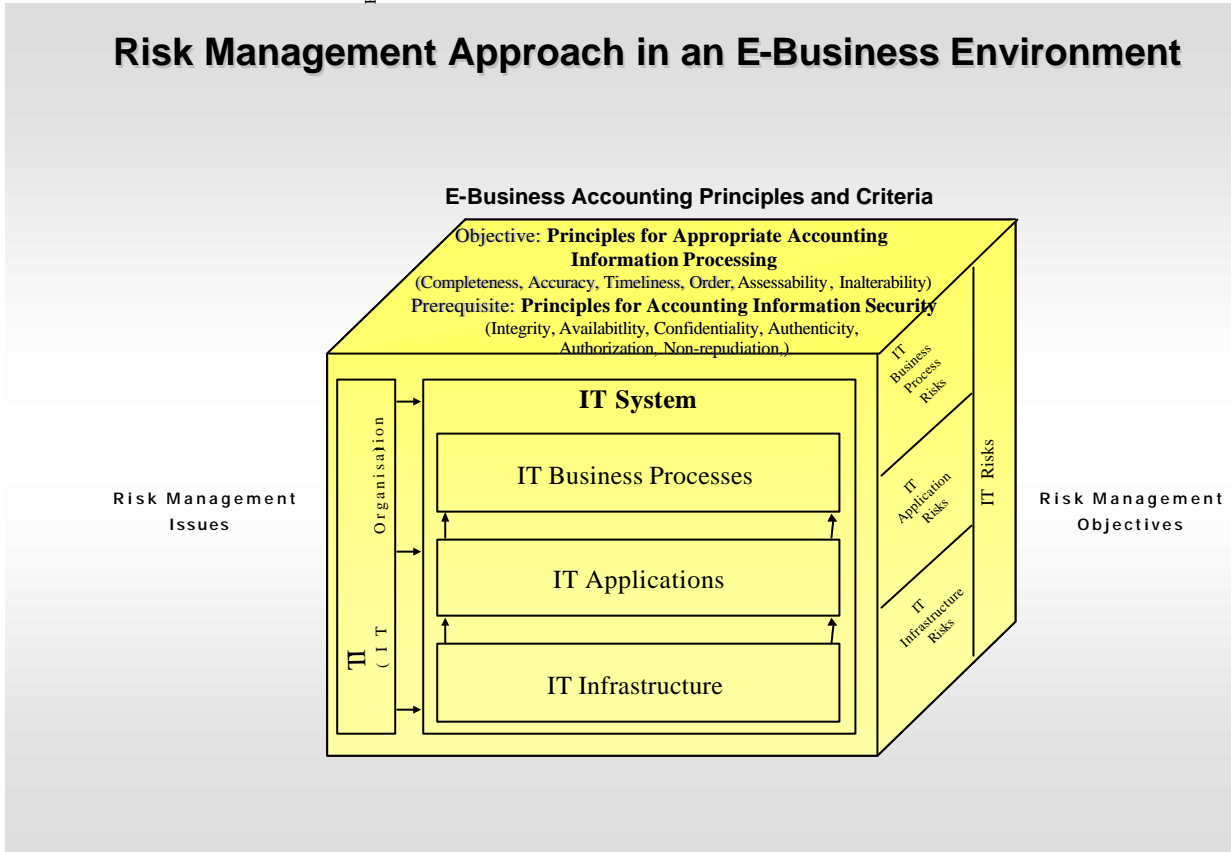 Risk Management Approach in an E-Business Environment
E-Business Accounting Principles and Criteria
Objective: Principles for Appropriate Accounting
Information Processing
(Completeness, Accuracy, Timeliness, Order, Assessability, Inalterability)
Prerequisite: Principles for Accounting Information Security
(Integrity, Availabitlity, Confidentiality, Authenticity,
Authorization, Non-repudiation,)
Risk Management
Issues
Organisation
(IT
IT System
IT Business Processes
IT Applications
IT Infrastructure
IT
Business
Process
Risks
IT
Application
Risks
IT
Infrastructure
Risks
IT Risks
Risk Management
Objectives